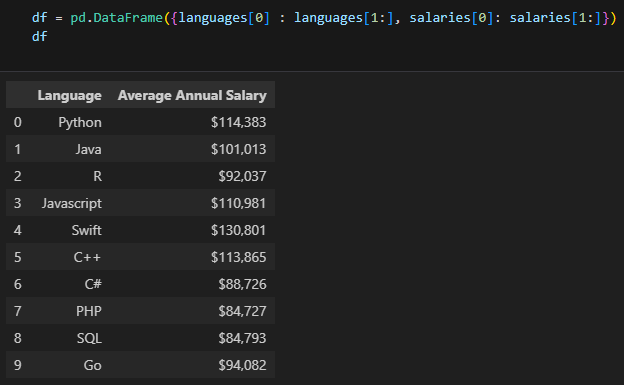 df = pd.DataFrame({languages[0] : languages[1:], salaries[0]: salaries[1:]})
df
Language Average Annual Salary
0 Python $114,383
1 Java $101,013
2 R $92,037
3 Javascript $110,981
4 Swift $130,801
5 C++ $113,865
6 C# $88,726
7 PHP $84,727
8 SQL $84,793
9 Go $94,082